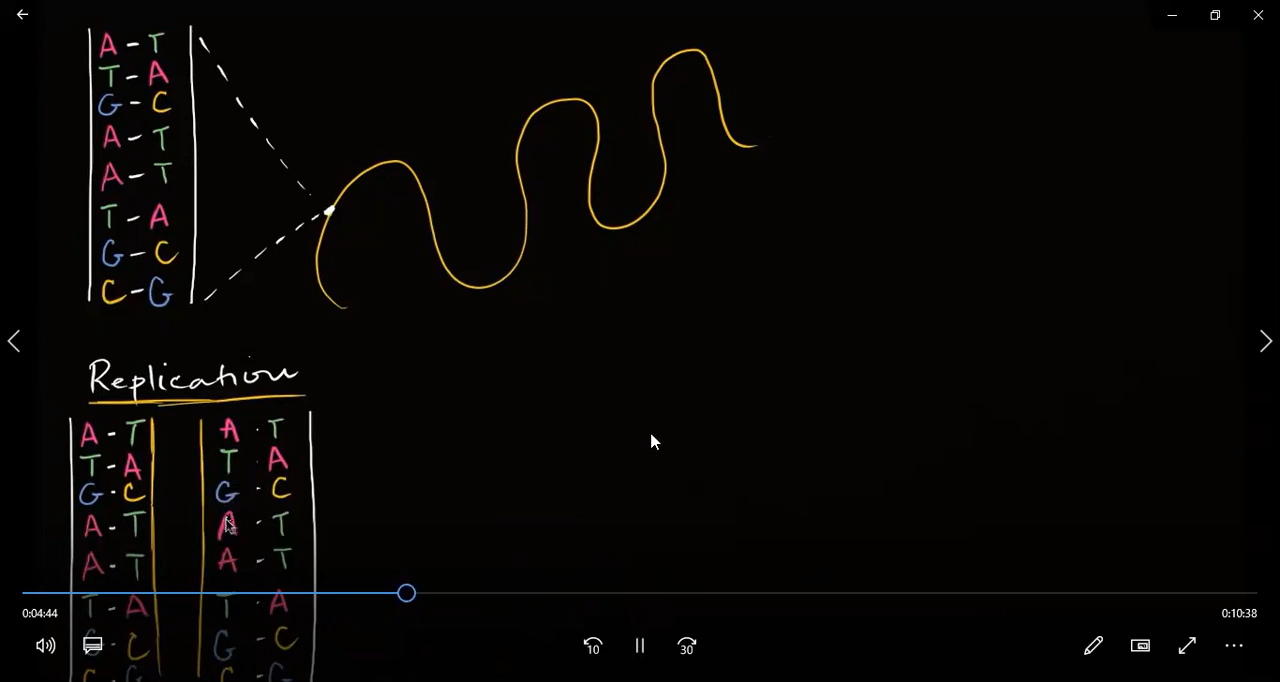 A - T
T - A
G - C
A - T
A - T
T - A
G - C
C - G
Replication
A - T A · T
T - A T · A
G · C G · C
A - T A · T
A - T A - T
0:04:44 0:10:38
T - A T · A
G - C G - C
C - G C - G
10 30